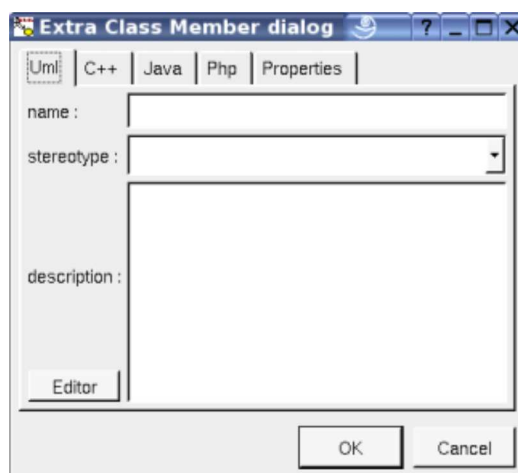 Extra Class Member dialog ?
Uml C++ Java Php Properties
name :
stereotype :
description :
Editor
OK Cancel